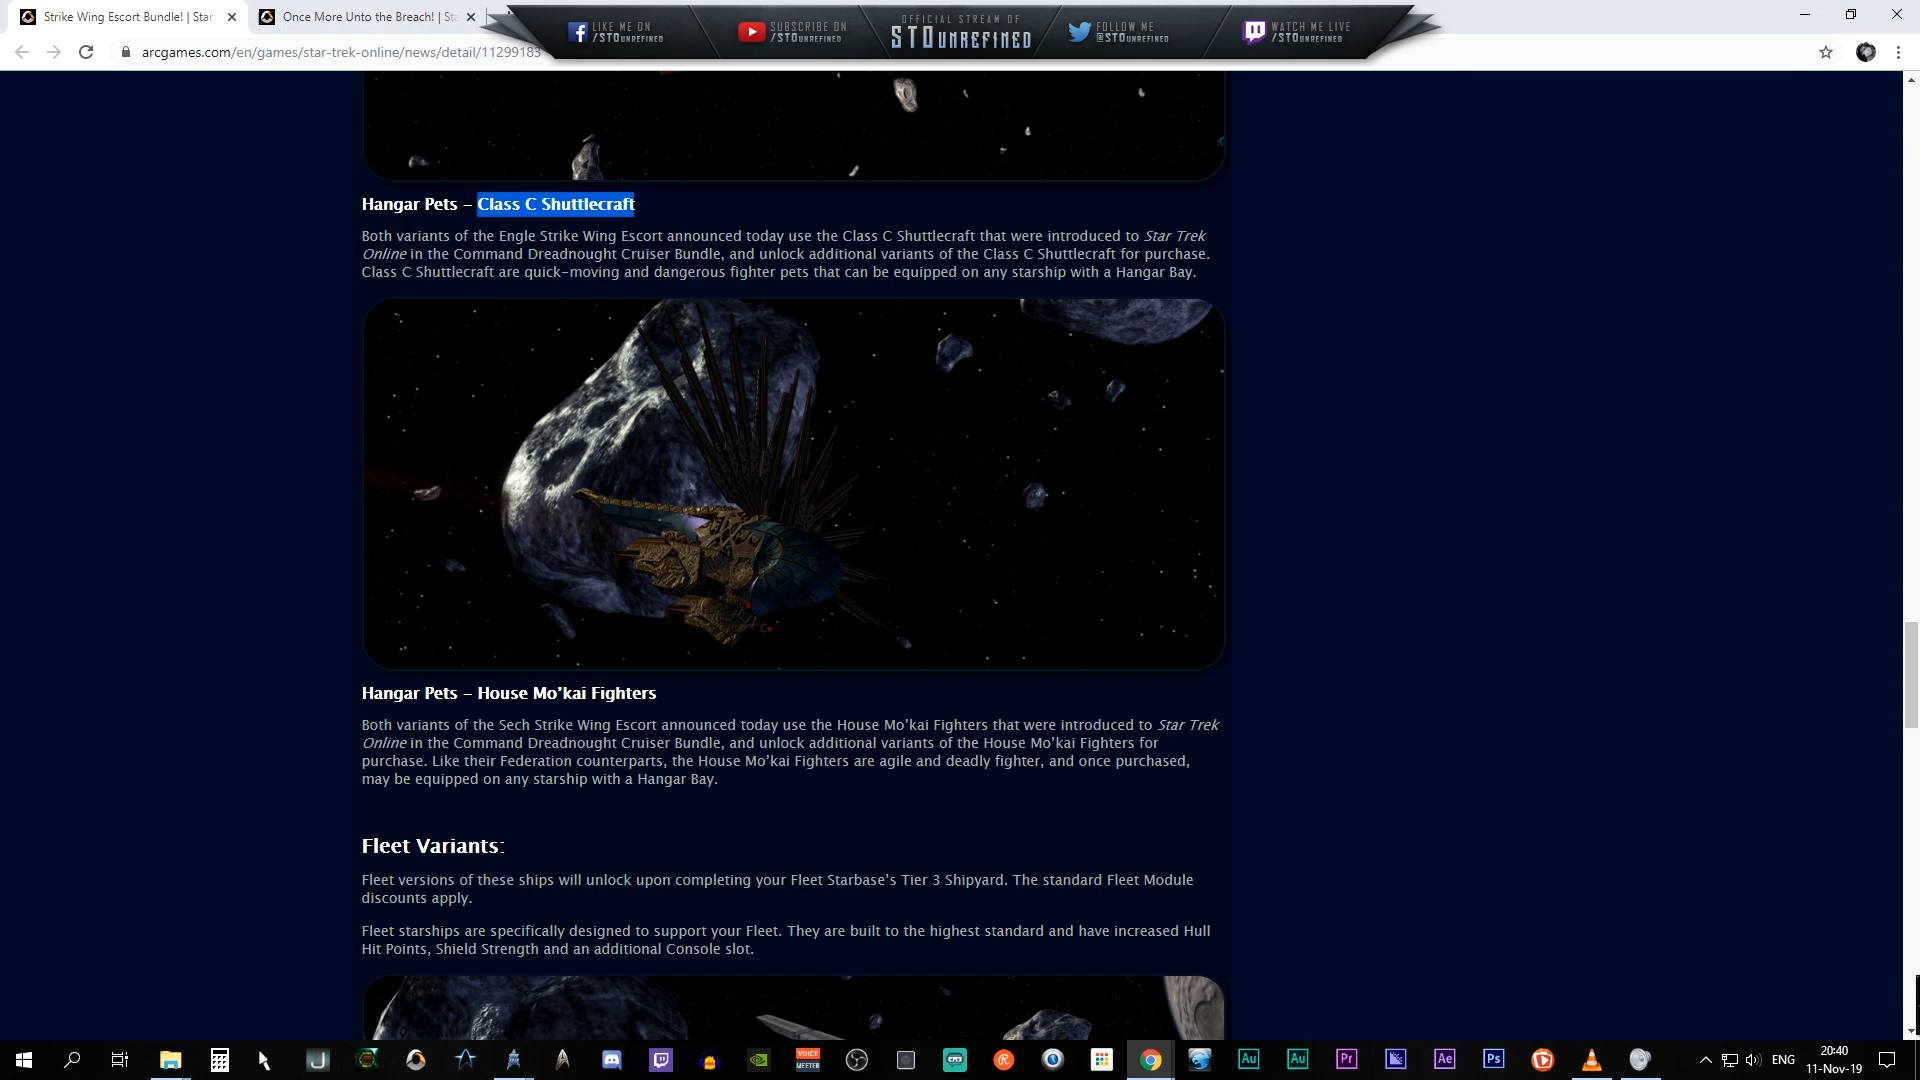 Strike Wing Escort Bundle! | Star
Once More Unto the Breach! | Sta
LIKE ME ON
/STOUNREFINED
SUBSCRIBE ON
/STOUNREFINED
OFFICIAL STREAM OF
STOUNREFINED
FOLLOW ME
@STOUNREFINED
WATCH ME LIVE
/STOUNREFINED
arcgames.com/en/games/star-trek-online/news/detail/11299183
Hangar Pets – Class C Shuttlecraft
Both variants of the Engle Strike Wing Escort announced today use the Class C Shuttlecraft that were introduced to Star Trek
Online in the Command Dreadnought Cruiser Bundle, and unlock additional variants of the Class C Shuttlecraft for purchase.
Class C Shuttlecraft are quick-moving and dangerous fighter pets that can be equipped on any starship with a Hangar Bay.
Hangar Pets – House Mo’kai Fighters
Both variants of the Sech Strike Wing Escort announced today use the House Mo’kai Fighters that were introduced to Star Trek
Online in the Command Dreadnought Cruiser Bundle, and unlock additional variants of the House Mo’kai Fighters for
purchase. Like their Federation counterparts, the House Mo’kai Fighters are agile and deadly fighter, and once purchased,
may be equipped on any starship with a Hangar Bay.
Fleet Variants:
Fleet versions of these ships will unlock upon completing your Fleet Starbase’s Tier 3 Shipyard. The standard Fleet Module
discounts apply.
Fleet starships are specifically designed to support your Fleet. They are built to the highest standard and have increased Hull
Hit Points, Shield Strength and an additional Console slot.
VOICE
MEETER
Au
Au
Pr
Ae
Ps
ENG
20:40
11-Nov-19